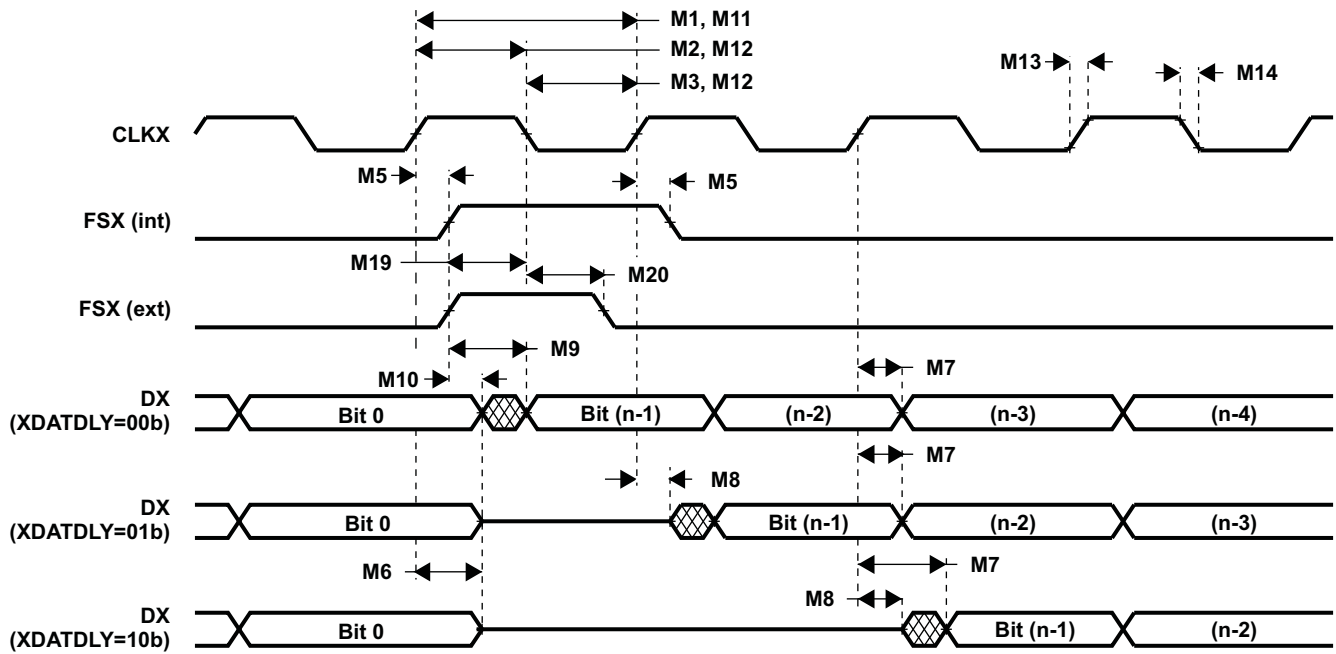 M1, M11
M2, M12
M3, M12
M13
M14
CLKX
M5
M5
FSX (int)
M19
M20
FSX (ext)
M9
M10
M7
DX
(XDATDLY=00b)
Bit 0
Bit (n-1)
(n-2)
(n-3)
(n-4)
M7
M8
DX
(XDATDLY=01b)
Bit 0
Bit (n-1)
(n-2)
(n-3)
M6
M7
M8
DX
(XDATDLY=10b)
Bit 0
Bit (n-1)
(n-2)